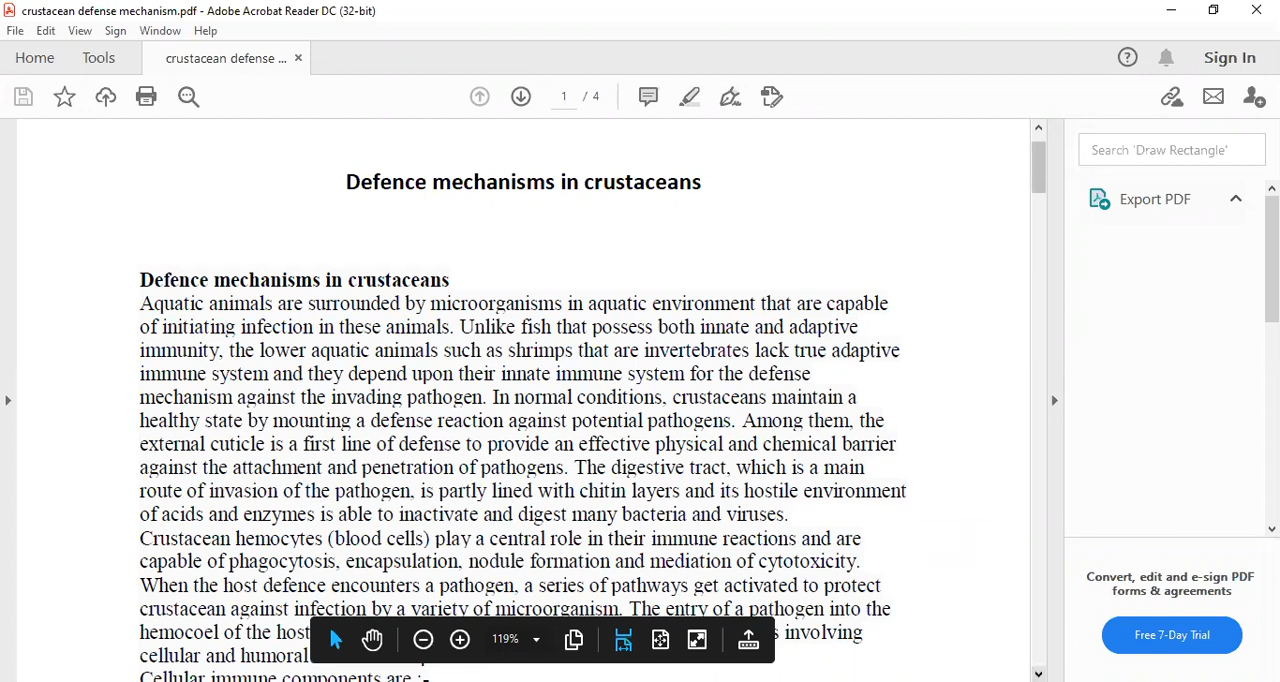 crustacean defense mechanism.pdf - Adobe Acrobat Reader DC (32-bit)
File Edit View Sign Window Help
Home Tools crustacean defense ... × Sign In
1 / 4
Search 'Draw Rectangle'
Export PDF
Defence mechanisms in crustaceans
Defence mechanisms in crustaceans
Aquatic animals are surrounded by microorganisms in aquatic environment that are capable
of initiating infection in these animals. Unlike fish that possess both innate and adaptive
immunity, the lower aquatic animals such as shrimps that are invertebrates lack true adaptive
immune system and they depend upon their innate immune system for the defense
mechanism against the invading pathogen. In normal conditions, crustaceans maintain a
healthy state by mounting a defense reaction against potential pathogens. Among them, the
external cuticle is a first line of defense to provide an effective physical and chemical barrier
against the attachment and penetration of pathogens. The digestive tract, which is a main
route of invasion of the pathogen, is partly lined with chitin layers and its hostile environment
of acids and enzymes is able to inactivate and digest many bacteria and viruses.
Crustacean hemocytes (blood cells) play a central role in their immune reactions and are
capable of phagocytosis, encapsulation, nodule formation and mediation of cytotoxicity.
When the host defence encounters a pathogen, a series of pathways get activated to protect
crustacean against infection by a variety of microorganism. The entry of a pathogen into the
hemocoel of the host involving
cellular and humoral
Cellular immune components are :-
119%
Convert, edit and e-sign PDF
forms & agreements
Free 7-Day Trial